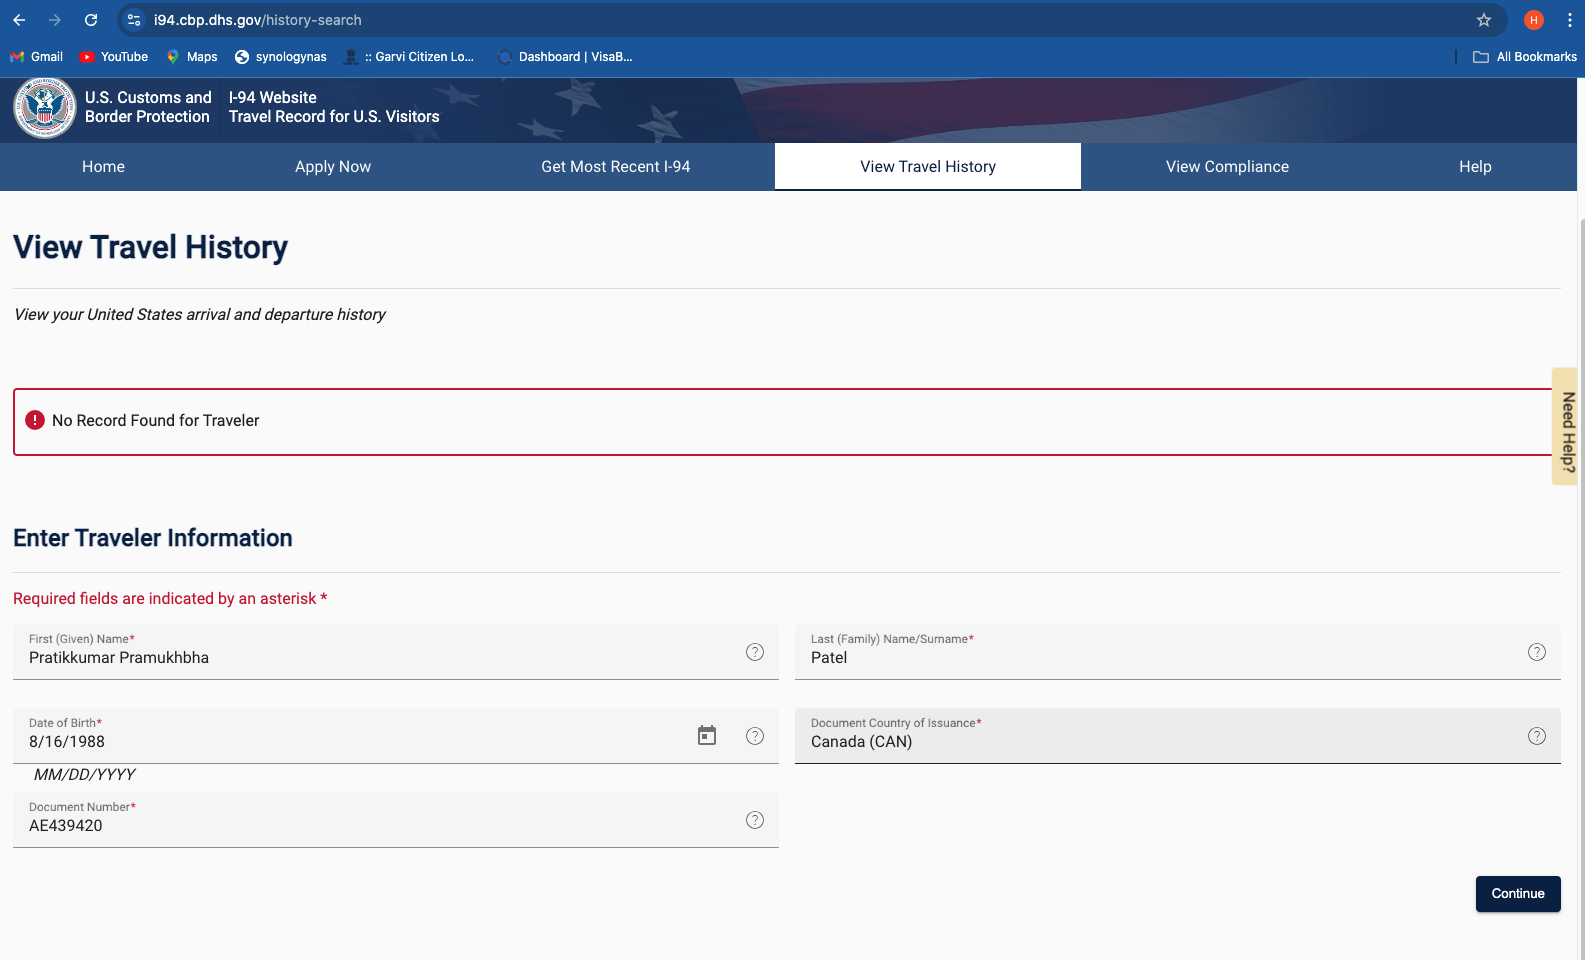 i94.cbp.dhs.gov/history-search
H
Gmail YouTube Maps synologynas :: Garvi Citizen Lo... Dashboard | VisaB... All Bookmarks
U.S. Customs and
Border Protection
I-94 Website
Travel Record for U.S. Visitors
Home Apply Now Get Most Recent I-94 View Travel History View Compliance Help
View Travel History
View your United States arrival and departure history
No Record Found for Traveler
Need Help?
Enter Traveler Information
Required fields are indicated by an asterisk *
First (Given) Name*
Pratikkumar Pramukhbha
Last (Family) Name/Surname*
Patel
Date of Birth*
8/16/1988
MM/DD/YYYY
Document Country of Issuance*
Canada (CAN)
Document Number*
AE439420
Continue